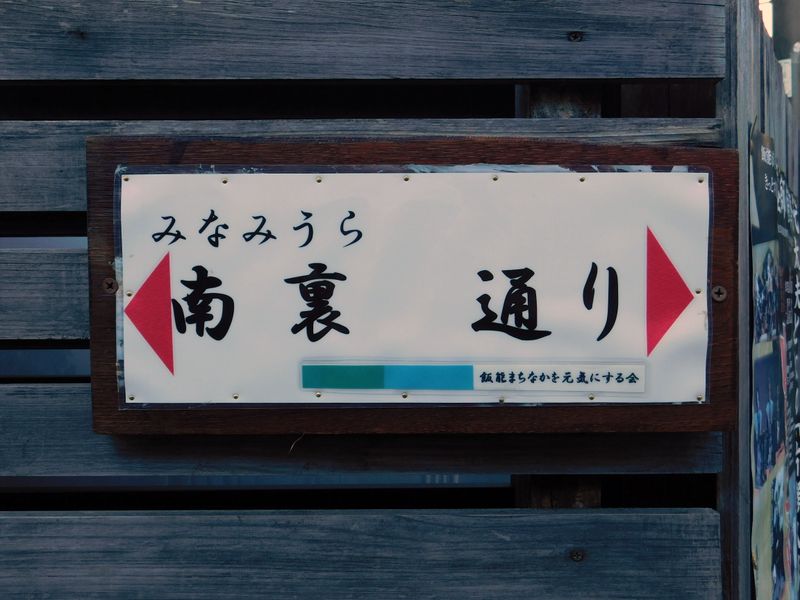 みなみうら
南裏 通り
飯能まちなかを元気にする会